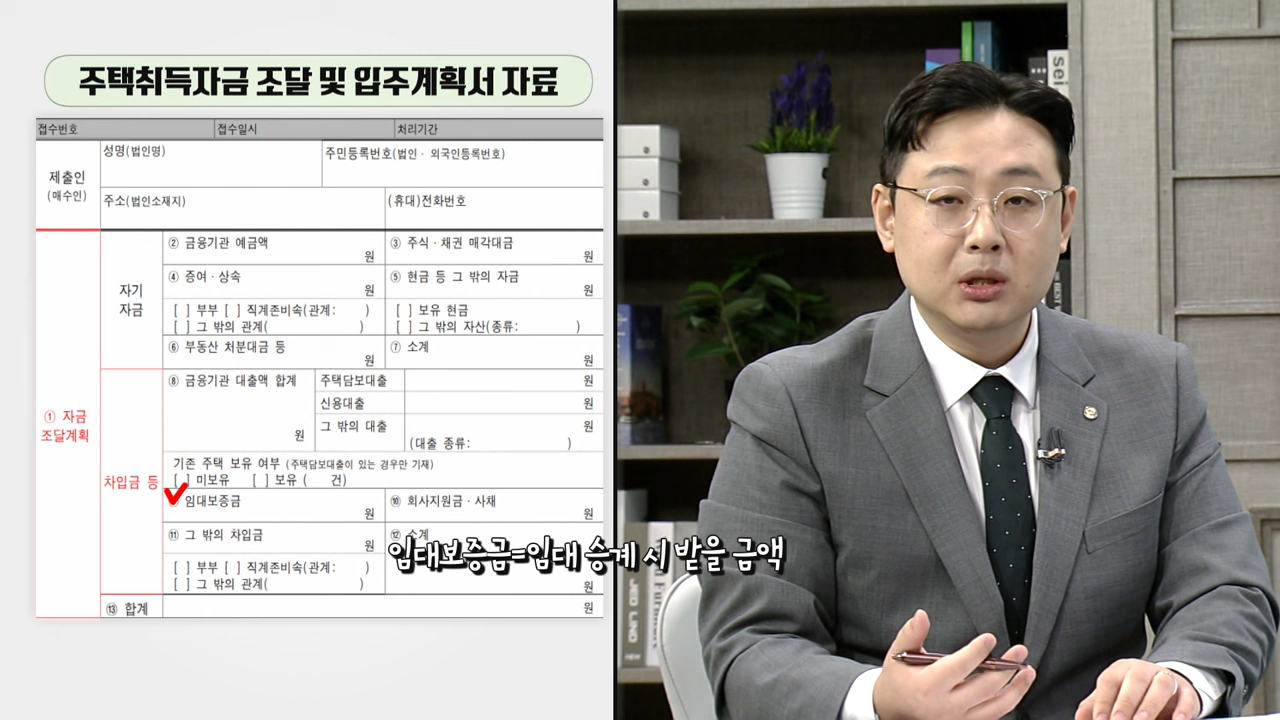 주택취득자금 조달 및 입주계획서 자료
접수번호 접수일시 처리기간
제출인
(매수인)
성명(법인명)
주민등록번호(법인ㆍ외국인등록번호)
주소(법인소재지)
(휴대)전화번호
① 자금
조달계획
자기
자금
② 금융기관 예금액
원
③ 주식ㆍ채권 매각대금
원
④ 증여ㆍ상속
원
⑤ 현금 등 그 밖의 자금
원
[ ] 부부 [ ] 직계존비속(관계: )
[ ] 그 밖의 관계( )
[ ] 보유 현금
[ ] 그 밖의 자산(종류: )
⑥ 부동산 처분대금 등
원
⑦ 소계
원
차입금 등
⑧ 금융기관 대출액 합계
원
주택담보대출
원
신용대출
원
그 밖의 대출
원
(대출 종류: )
기존 주택 보유 여부 (주택담보대출이 있는 경우만 기재)
[ ] 미보유 [ ] 보유 ( 건)
임대보증금
원
⑩ 회사지원금ㆍ사채
원
⑪ 그 밖의 차입금
원
⑫ 소계
[ ] 부부 [ ] 직계존비속(관계: )
[ ] 그 밖의 관계( )
원
⑬ 합계
원
임대보증금=임대 승계 시 받을 금액
sei
JED LIND